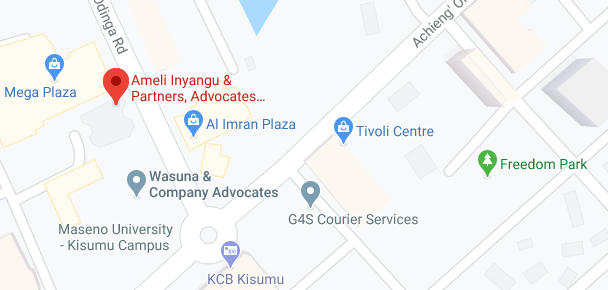 odinga Rd
Achieng' O
Mega Plaza
Ameli Inyangu &
Partners, Advocates...
Al Imran Plaza
Tivoli Centre
Freedom Park
Wasuna &
Company Advocates
G4S Courier Services
Maseno University
- Kisumu Campus
KCB Kisumu